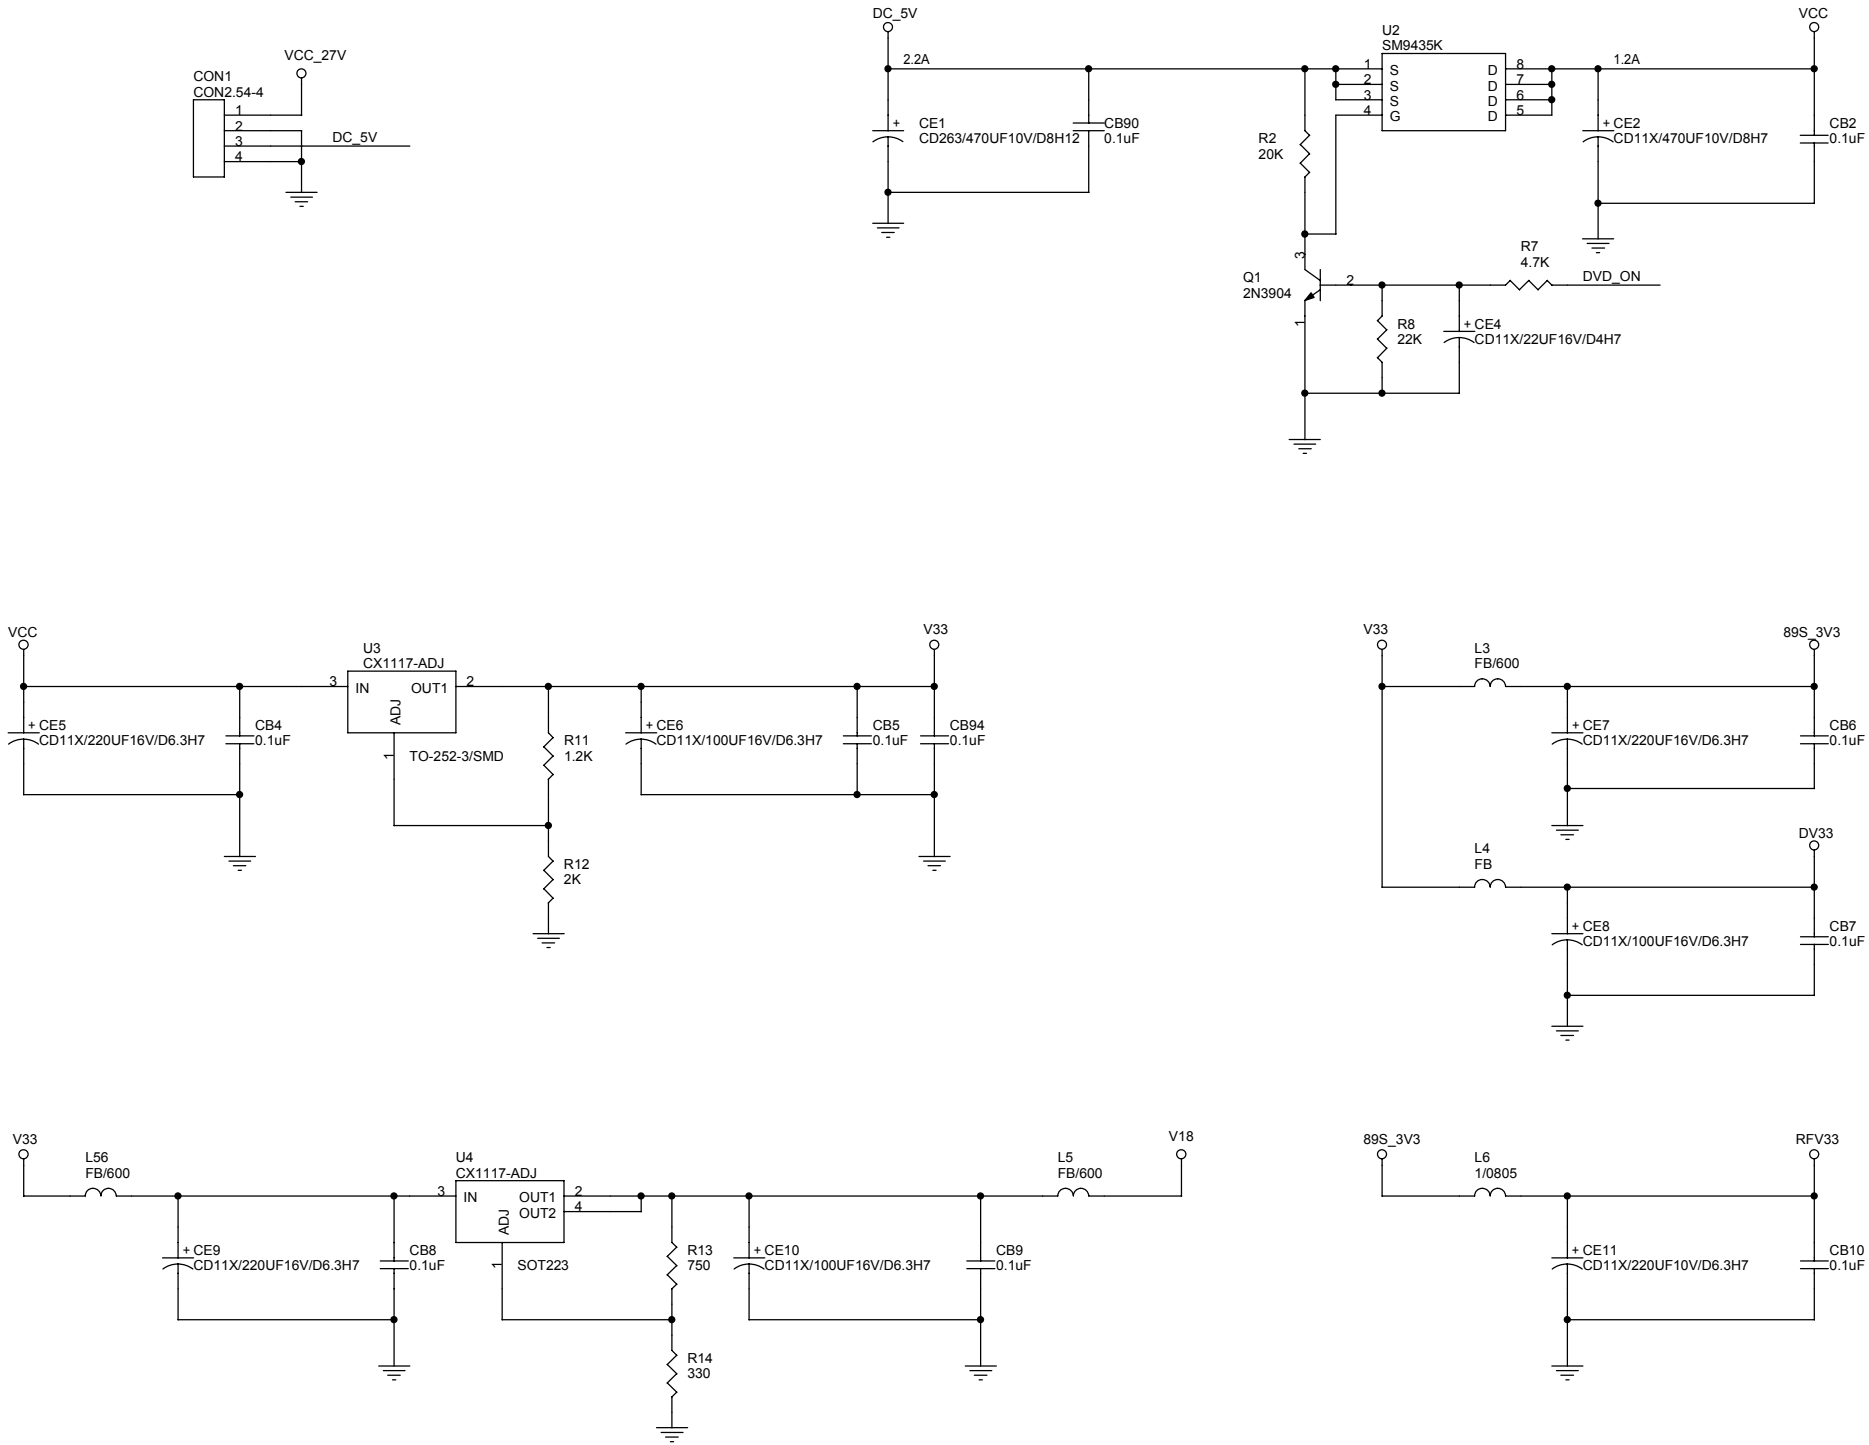 VCC_27V
CON1
CON2.54-4
1
2
3
4
DC_5V
DC_5V
2.2A
CE1
+
CD263/470UF10V/D8H12
CB90
0.1uF
R2
20K
U2
SM9435K
1 S D 8
2 S D 7
3 S D 6
4 G D 5
VCC
1.2A
+ CE2
CD11X/470UF10V/D8H7
CB2
0.1uF
Q1
2N3904
3
2
1
R7
4.7K
DVD_ON
R8
22K
+ CE4
CD11X/22UF16V/D4H7
VCC
+ CE5
CD11X/220UF16V/D6.3H7
CB4
0.1uF
U3
CX1117-ADJ
3 IN OUT1 2
ADJ
1
TO-252-3/SMD
R11
1.2K
R12
2K
+ CE6
CD11X/100UF16V/D6.3H7
CB5
0.1uF
V33
CB94
0.1uF
V33
L3
FB/600
89S_3V3
+ CE7
CD11X/220UF16V/D6.3H7
CB6
0.1uF
L4
FB
DV33
+ CE8
CD11X/100UF16V/D6.3H7
CB7
0.1uF
V33
L56
FB/600
+ CE9
CD11X/220UF16V/D6.3H7
CB8
0.1uF
U4
CX1117-ADJ
3 IN OUT1 2
OUT2 4
ADJ
1
SOT223
R13
750
R14
330
+ CE10
CD11X/100UF16V/D6.3H7
CB9
0.1uF
L5
FB/600
V18
89S_3V3
L6
1/0805
RFV33
+ CE11
CD11X/220UF10V/D6.3H7
CB10
0.1uF